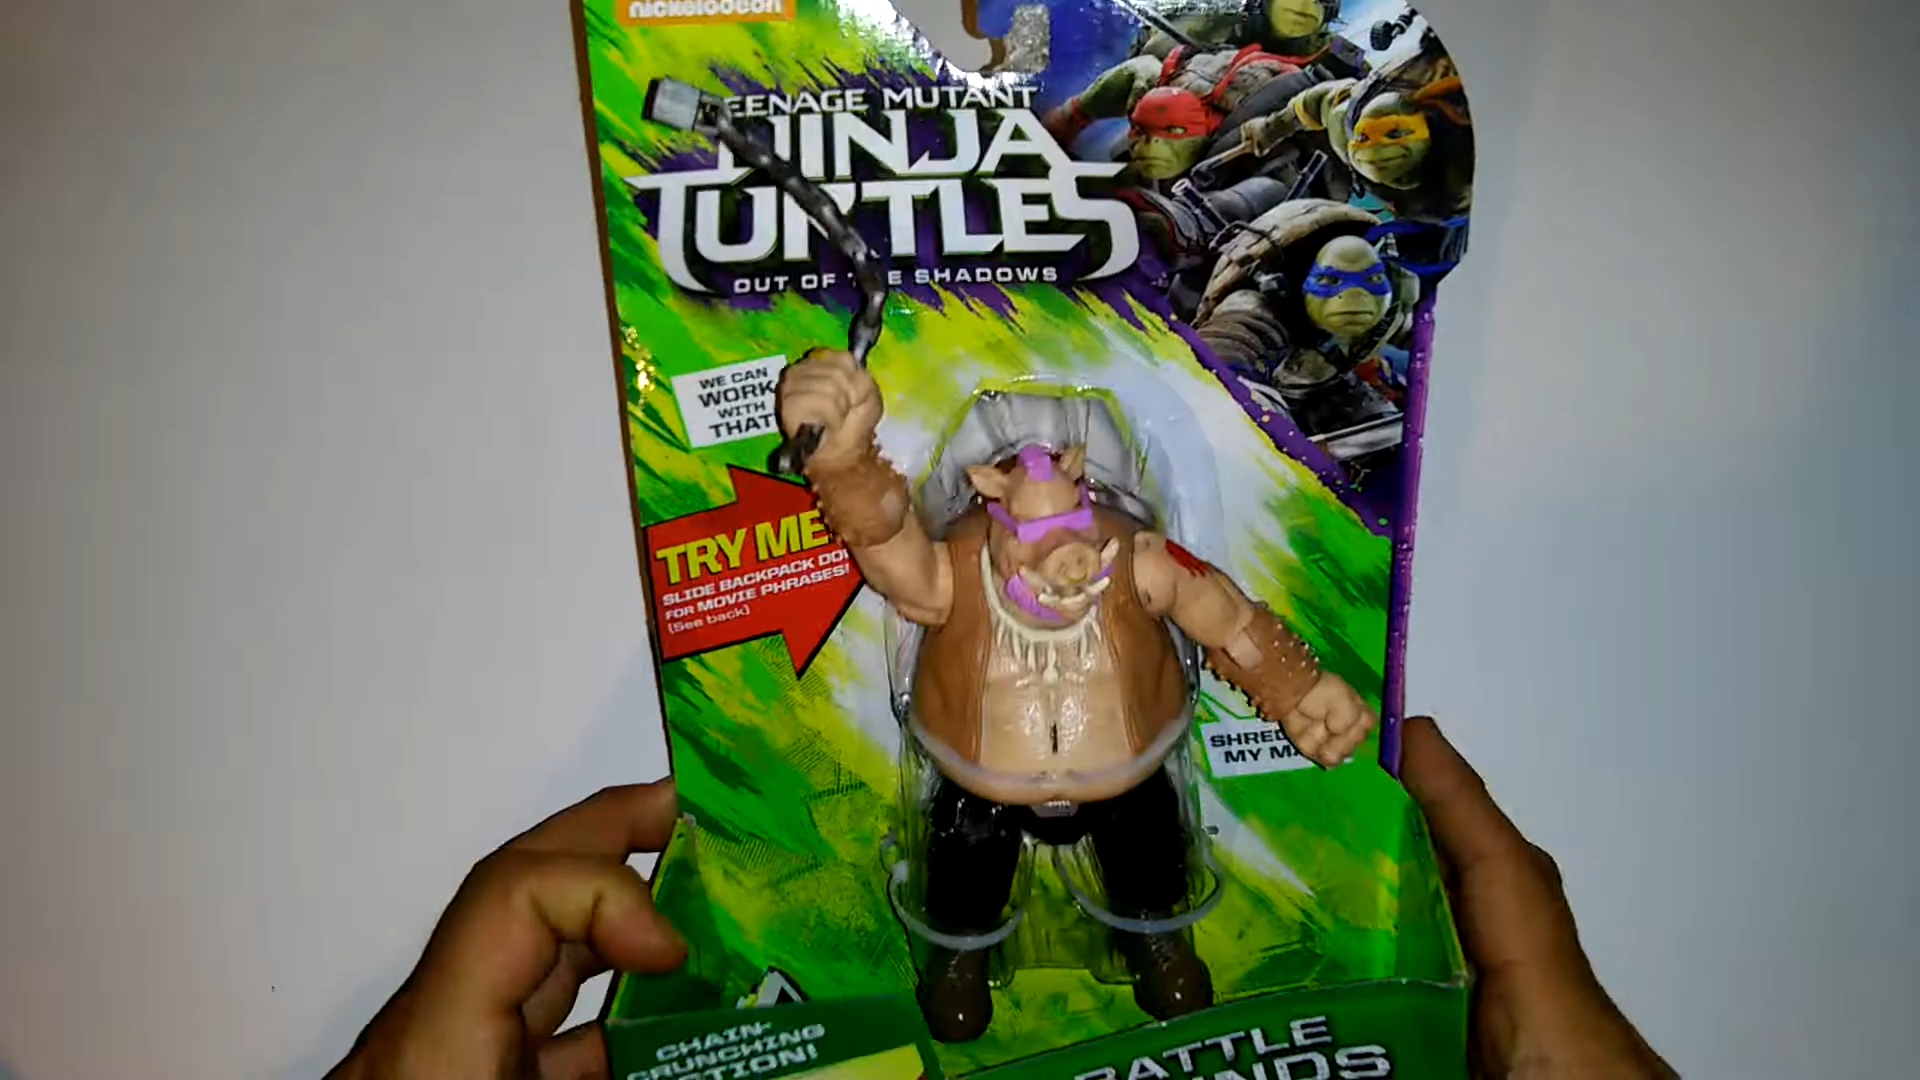 nickelodeon
EENAGE MUTANT
NINJA
TURTLES
OUT OF T E SHADOWS
WE CAN
WORK
WITH
THAT
TRY ME
SLIDE BACKPACK DO
FOR MOVIE PHRASES!
(See back)
SHRED
MY MA
CHAIN-
CRUNCHING
ACTION!
BATTLE